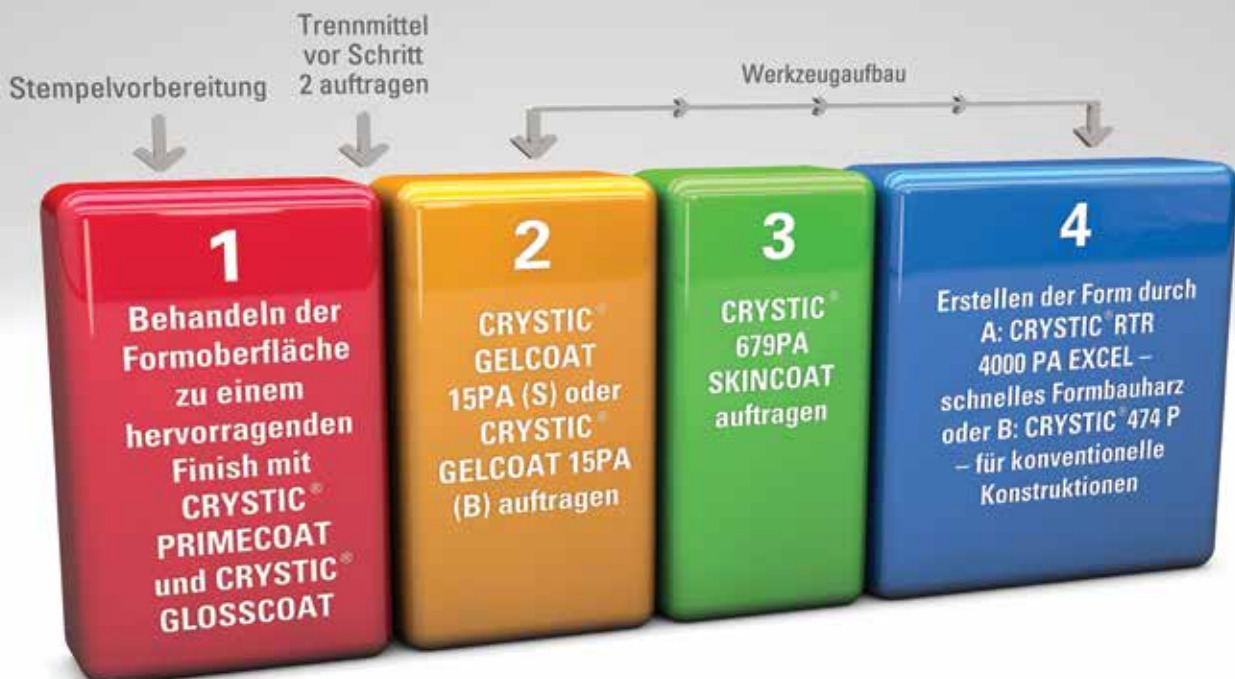 Stempelvorbereitung
Trennmittel
vor Schritt
2 auftragen
Werkzeugaufbau
1
Behandeln der
Formoberfläche
zu einem
hervorragenden
Finish mit
CRYSTIC®
PRIMECOAT
und CRYSTIC®
GLOSSCOAT
2
CRYSTIC®
GELCOAT
15PA (S) oder
CRYSTIC®
GELCOAT 15PA
(B) auftragen
3
CRYSTIC®
679PA
SKINCOAT
auftragen
4
Erstellen der Form durch
A: CRYSTIC® RTR
4000 PA EXCEL –
schnelles Formbauharz
oder B: CRYSTIC® 474 P
– für konventionelle
Konstruktionen